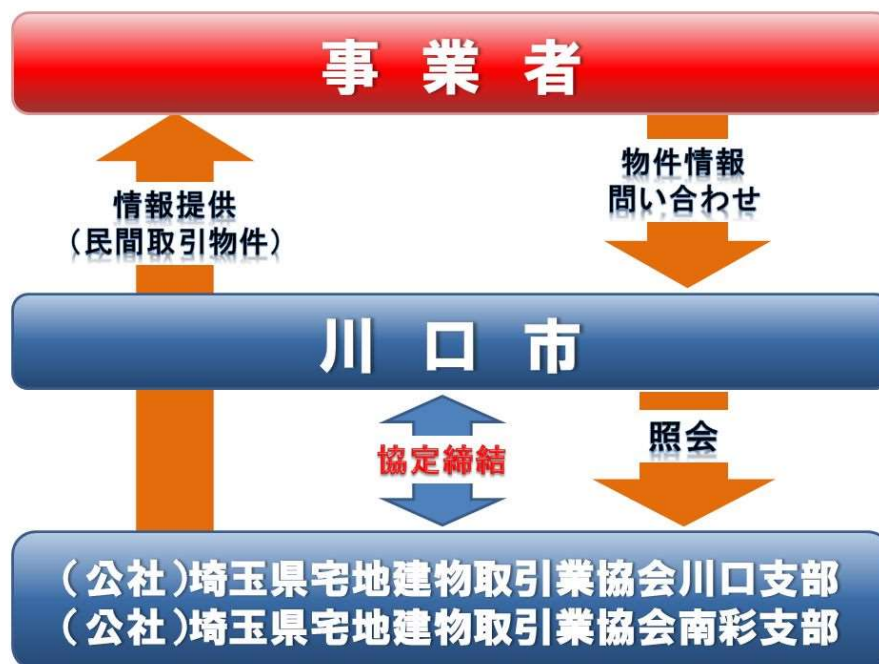 事業者
情報提供
（民間取引物件）
物件情報
問い合わせ
川口市
協定締結
照会
（公社）埼玉県宅地建物取引業協会川口支部
（公社）埼玉県宅地建物取引業協会南彩支部